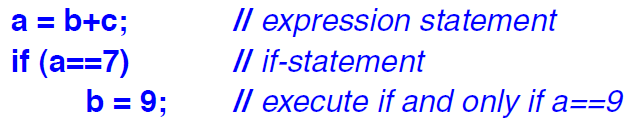 a = b+c; // expression statement
if (a==7) // if-statement
b = 9; // execute if and only if a==9